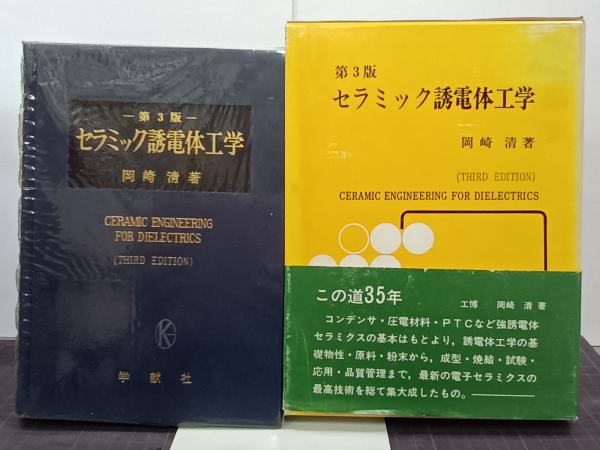 ―第3版―
セラミック誘電体工学
岡崎清著
CERAMIC ENGINEERING
FOR DIELECTRICS
(THIRD EDITION)
K
学献社
第3版
セラミック誘電体工学
岡崎 清著
(THIRD EDITION)
CERAMIC ENGINEERING FOR DIELECTRICS
この道35年
工博 岡崎 清 著
コンデンサ・圧電材料・PTCなど強誘電体
セラミクスの基本はもとより,誘電体工学の基
礎物性・原料・粉末から,成型・焼結・試験・
応用・品質管理まで,最新の電子セラミクスの
最高技術を総て集大成したもの。―――